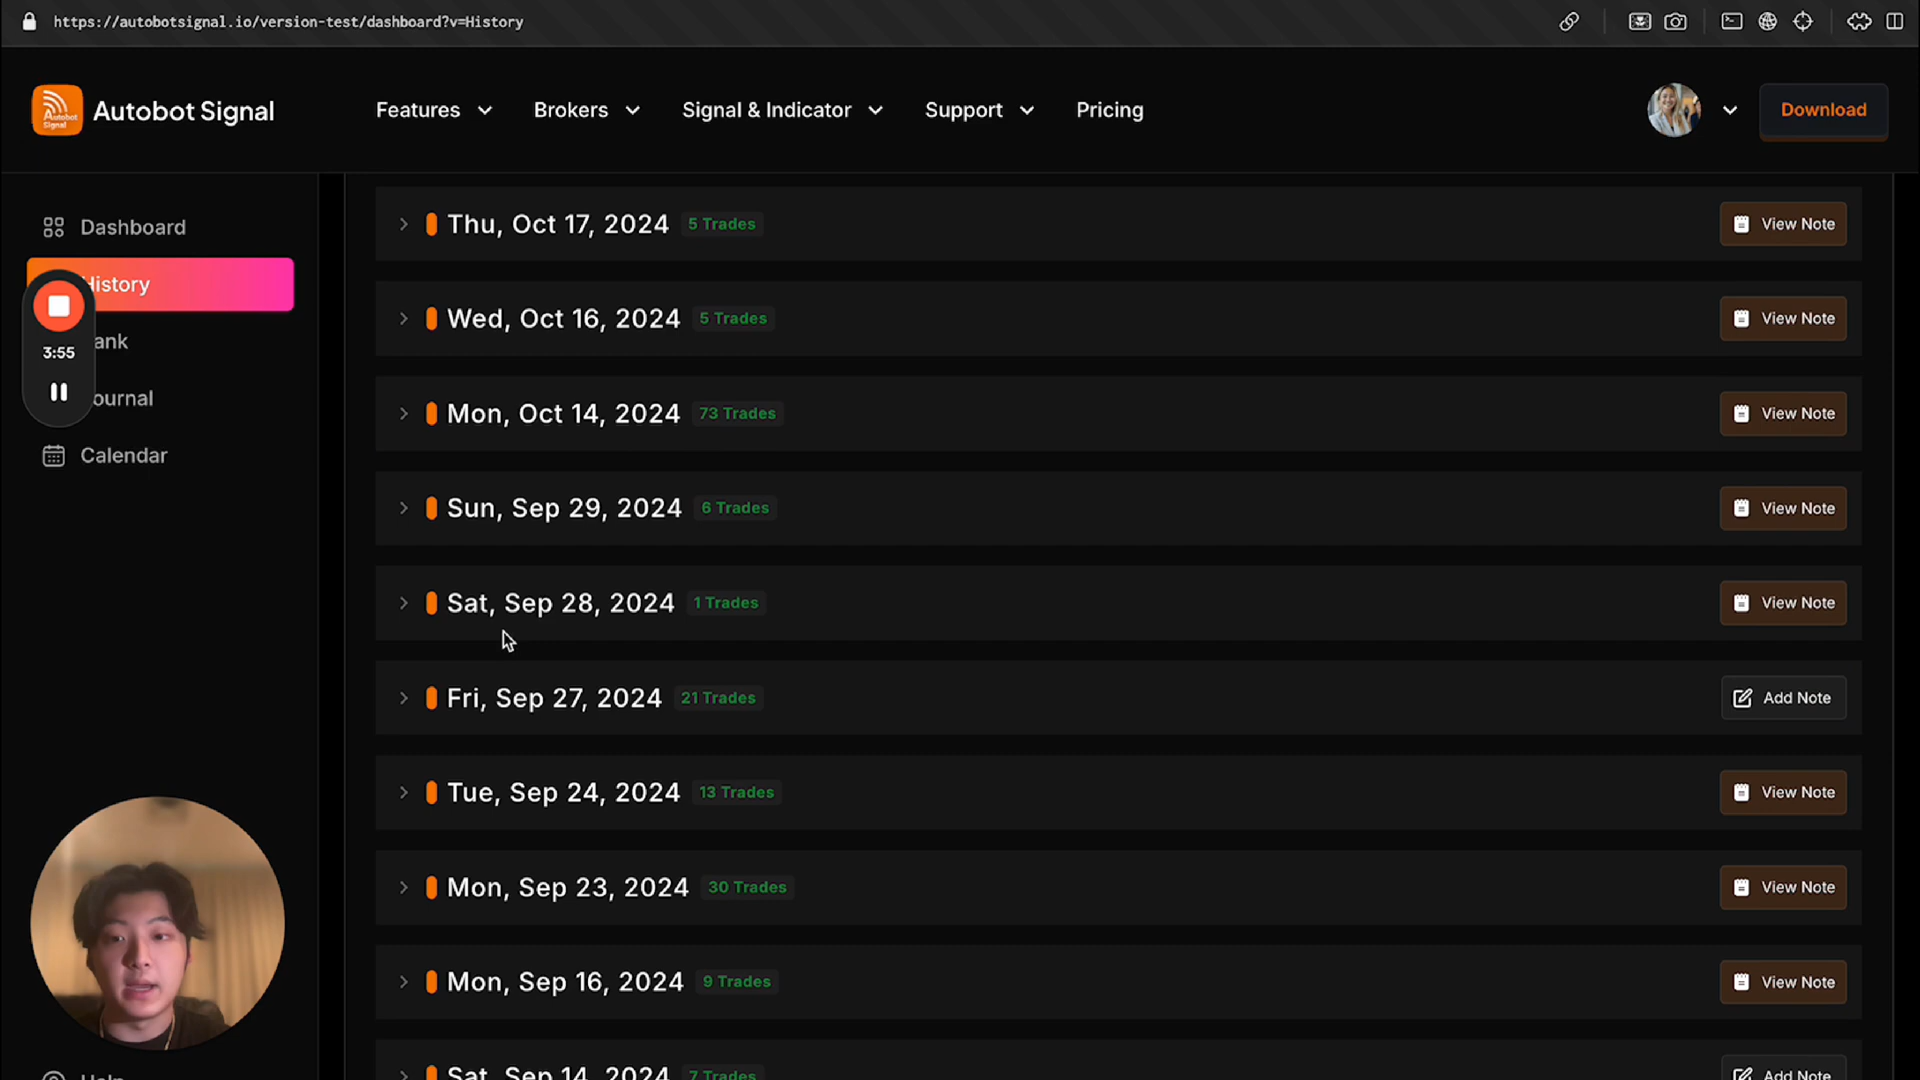 https://autobotsignal.io/version-test/dashboard?v=History
Autobot Signal
Autobot Signal
Features
Brokers
Signal & Indicator
Support
Pricing
Download
Dashboard
History
3:55
ank
ournal
Calendar
Thu, Oct 17, 2024 5 Trades View Note
Wed, Oct 16, 2024 5 Trades View Note
Mon, Oct 14, 2024 73 Trades View Note
Sun, Sep 29, 2024 6 Trades View Note
Sat, Sep 28, 2024 1 Trades View Note
Fri, Sep 27, 2024 21 Trades Add Note
Tue, Sep 24, 2024 13 Trades View Note
Mon, Sep 23, 2024 30 Trades View Note
Mon, Sep 16, 2024 9 Trades View Note
Sat, Sep 14, 2024 7 Trades Add Note
Help